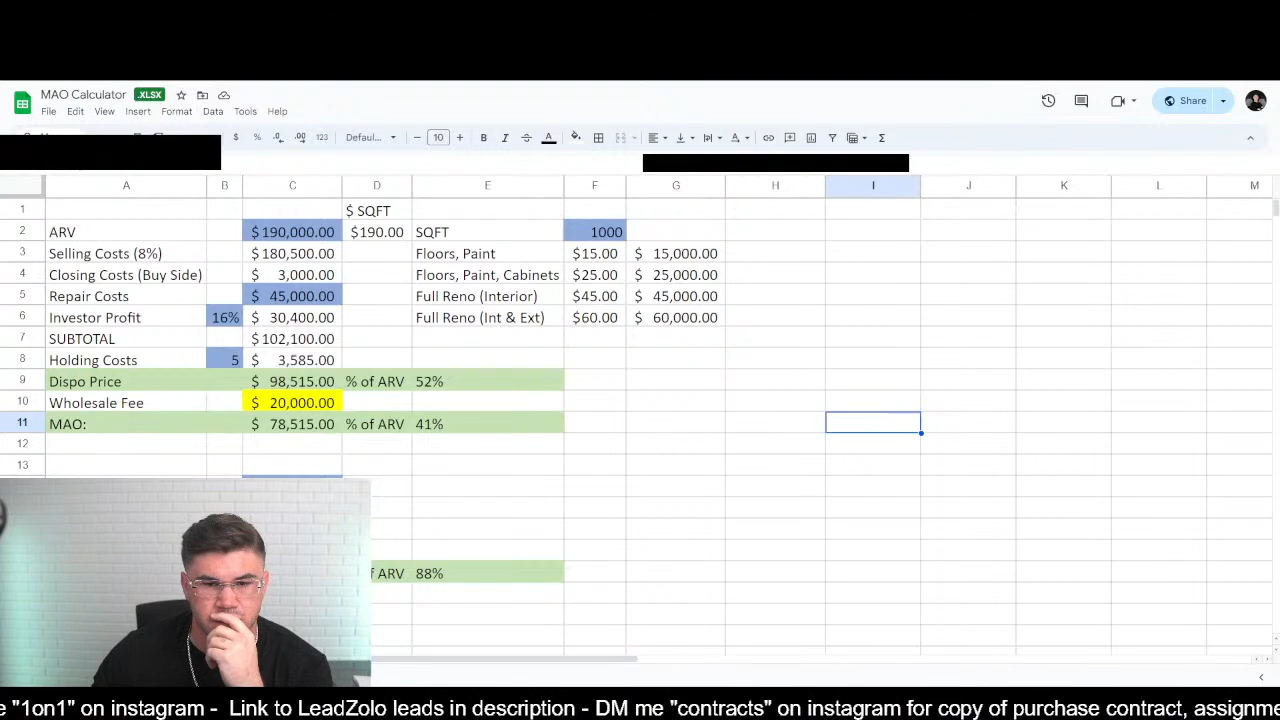 MAO Calculator .XLSX
File Edit View Insert Format Data Tools Help
Share
$ % .0 .00 123 Defaul... 10 B I A Σ
A B C D E F G H I J K L M
1 $ SQFT
2 ARV $190,000.00 $190.00 SQFT 1000
3 Selling Costs (8%) $180,500.00 Floors, Paint $15.00 $ 15,000.00
4 Closing Costs (Buy Side) $ 3,000.00 Floors, Paint, Cabinets $25.00 $ 25,000.00
5 Repair Costs $ 45,000.00 Full Reno (Interior) $45.00 $ 45,000.00
6 Investor Profit 16% $ 30,400.00 Full Reno (Int & Ext) $60.00 $ 60,000.00
7 SUBTOTAL $102,100.00
8 Holding Costs 5 $ 3,585.00
9 Dispo Price $ 98,515.00 % of ARV 52%
10 Wholesale Fee $ 20,000.00
11 MAO: $ 78,515.00 % of ARV 41%
12
13
f ARV 88%
e "1on1" on instagram - Link to LeadZolo leads in description - DM me "contracts" on instagram for copy of purchase contract, assignme